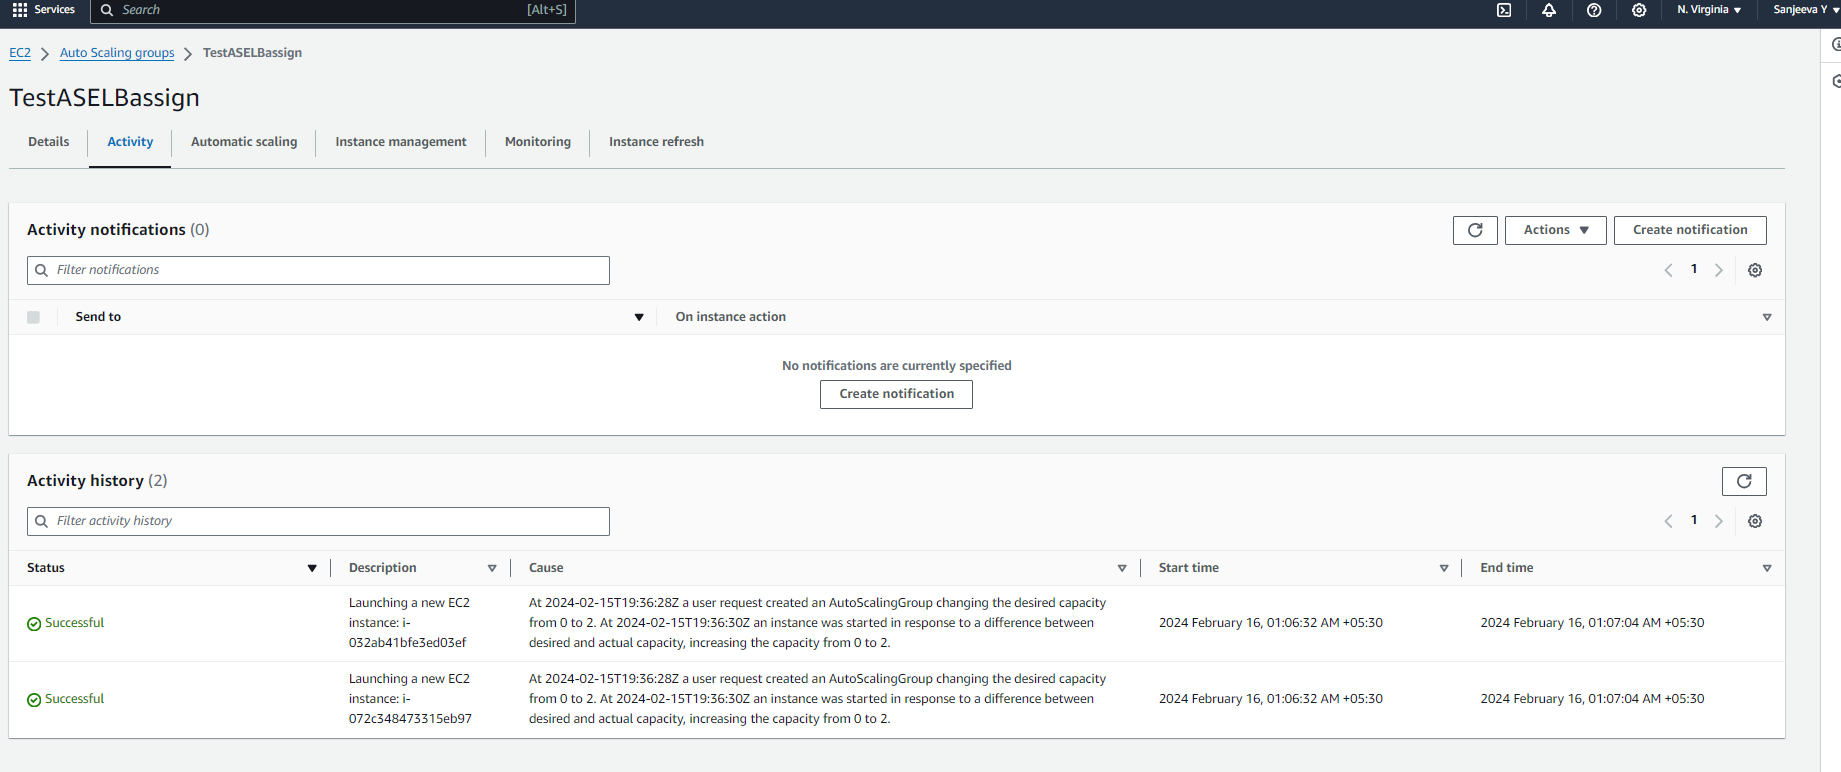 Services
Search
[Alt+S]
N. Virginia
Sanjeeva Y
EC2
Auto Scaling groups
TestASELBassign
TestASELBassign
Details
Activity
Automatic scaling
Instance management
Monitoring
Instance refresh
Activity notifications (0)
Actions
Create notification
Filter notifications
1
Send to
On instance action
No notifications are currently specified
Create notification
Activity history (2)
Filter activity history
1
Status
Description
Cause
Start time
End time
Successful
Launching a new EC2
instance: i-
032ab41bfe3ed03ef
At 2024-02-15T19:36:28Z a user request created an AutoScalingGroup changing the desired capacity
from 0 to 2. At 2024-02-15T19:36:30Z an instance was started in response to a difference between
desired and actual capacity, increasing the capacity from 0 to 2.
2024 February 16, 01:06:32 AM +05:30
2024 February 16, 01:07:04 AM +05:30
Successful
Launching a new EC2
instance: i-
072c348473315eb97
At 2024-02-15T19:36:28Z a user request created an AutoScalingGroup changing the desired capacity
from 0 to 2. At 2024-02-15T19:36:30Z an instance was started in response to a difference between
desired and actual capacity, increasing the capacity from 0 to 2.
2024 February 16, 01:06:32 AM +05:30
2024 February 16, 01:07:04 AM +05:30